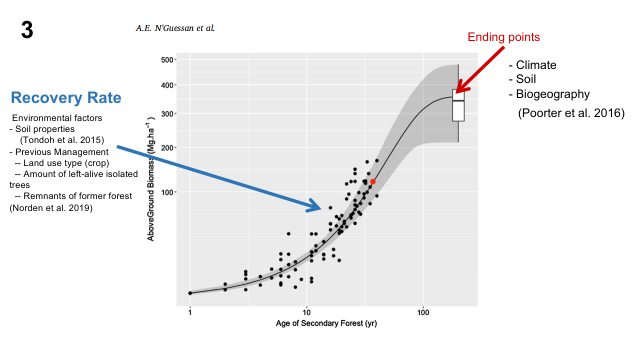 3
A.E. N'Guessan et al.
Ending points
- Climate
- Soil
- Biogeography
(Poorter et al. 2016)
Recovery Rate
Environmental factors
- Soil properties
(Tondoh et al. 2015)
- Previous Management
-- Land use type (crop)
-- Amount of left-alive isolated
trees
-- Remnants of former forest
(Norden et al. 2019)
AboveGround Biomass (Mg.ha⁻¹)
500
400
300
200
100
1
10
100
Age of Secondary Forest (yr)